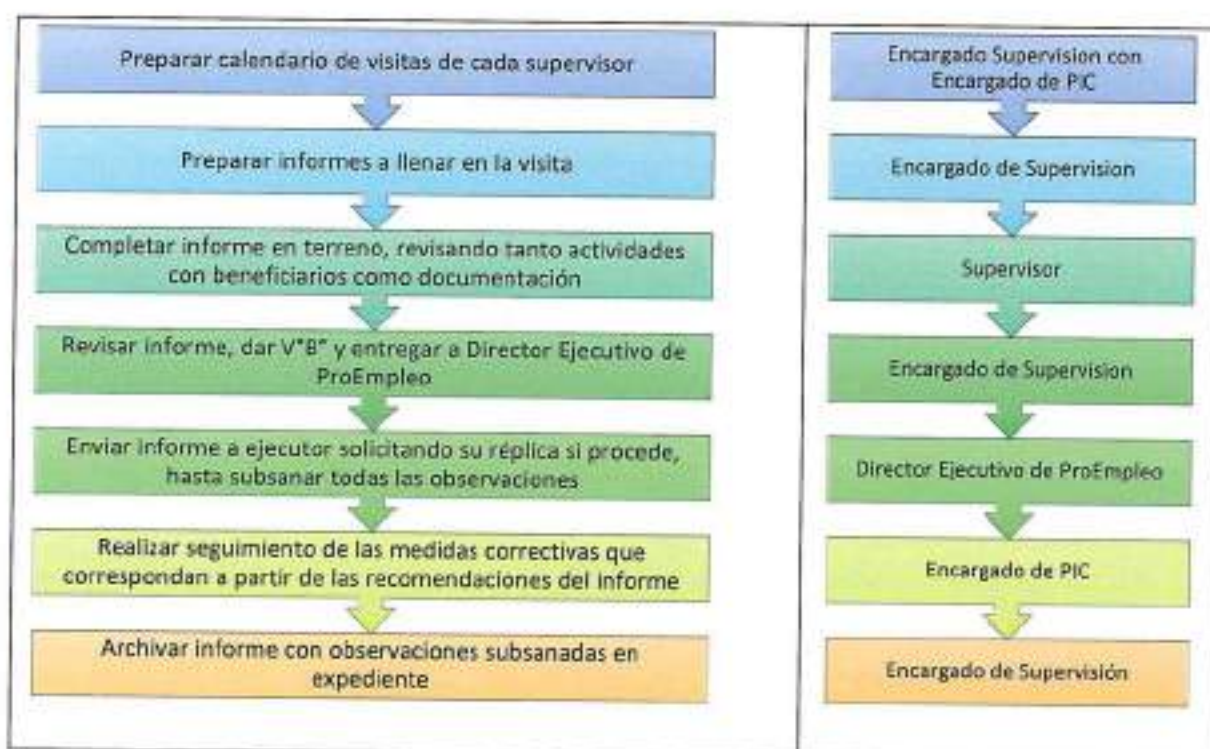 Preparar calendario de visitas de cada supervisor
Encargado Supervision con
Encargado de PIC
Preparar informes a llenar en la visita
Encargado de Supervision
Completar informe en terreno, revisando tanto actividades
con beneficiarios como documentación
Supervisor
Revisar informe, dar V°B° y entregar a Director Ejecutivo de
ProEmpleo
Encargado de Supervision
Enviar informe a ejecutor solicitando su réplica si procede,
hasta subsanar todas las observaciones
Director Ejecutivo de ProEmpleo
Realizar seguimiento de las medidas correctivas que
correspondan a partir de las recomendaciones del informe
Encargado de PIC
Archivar informe con observaciones subsanadas en
expediente
Encargado de Supervisión